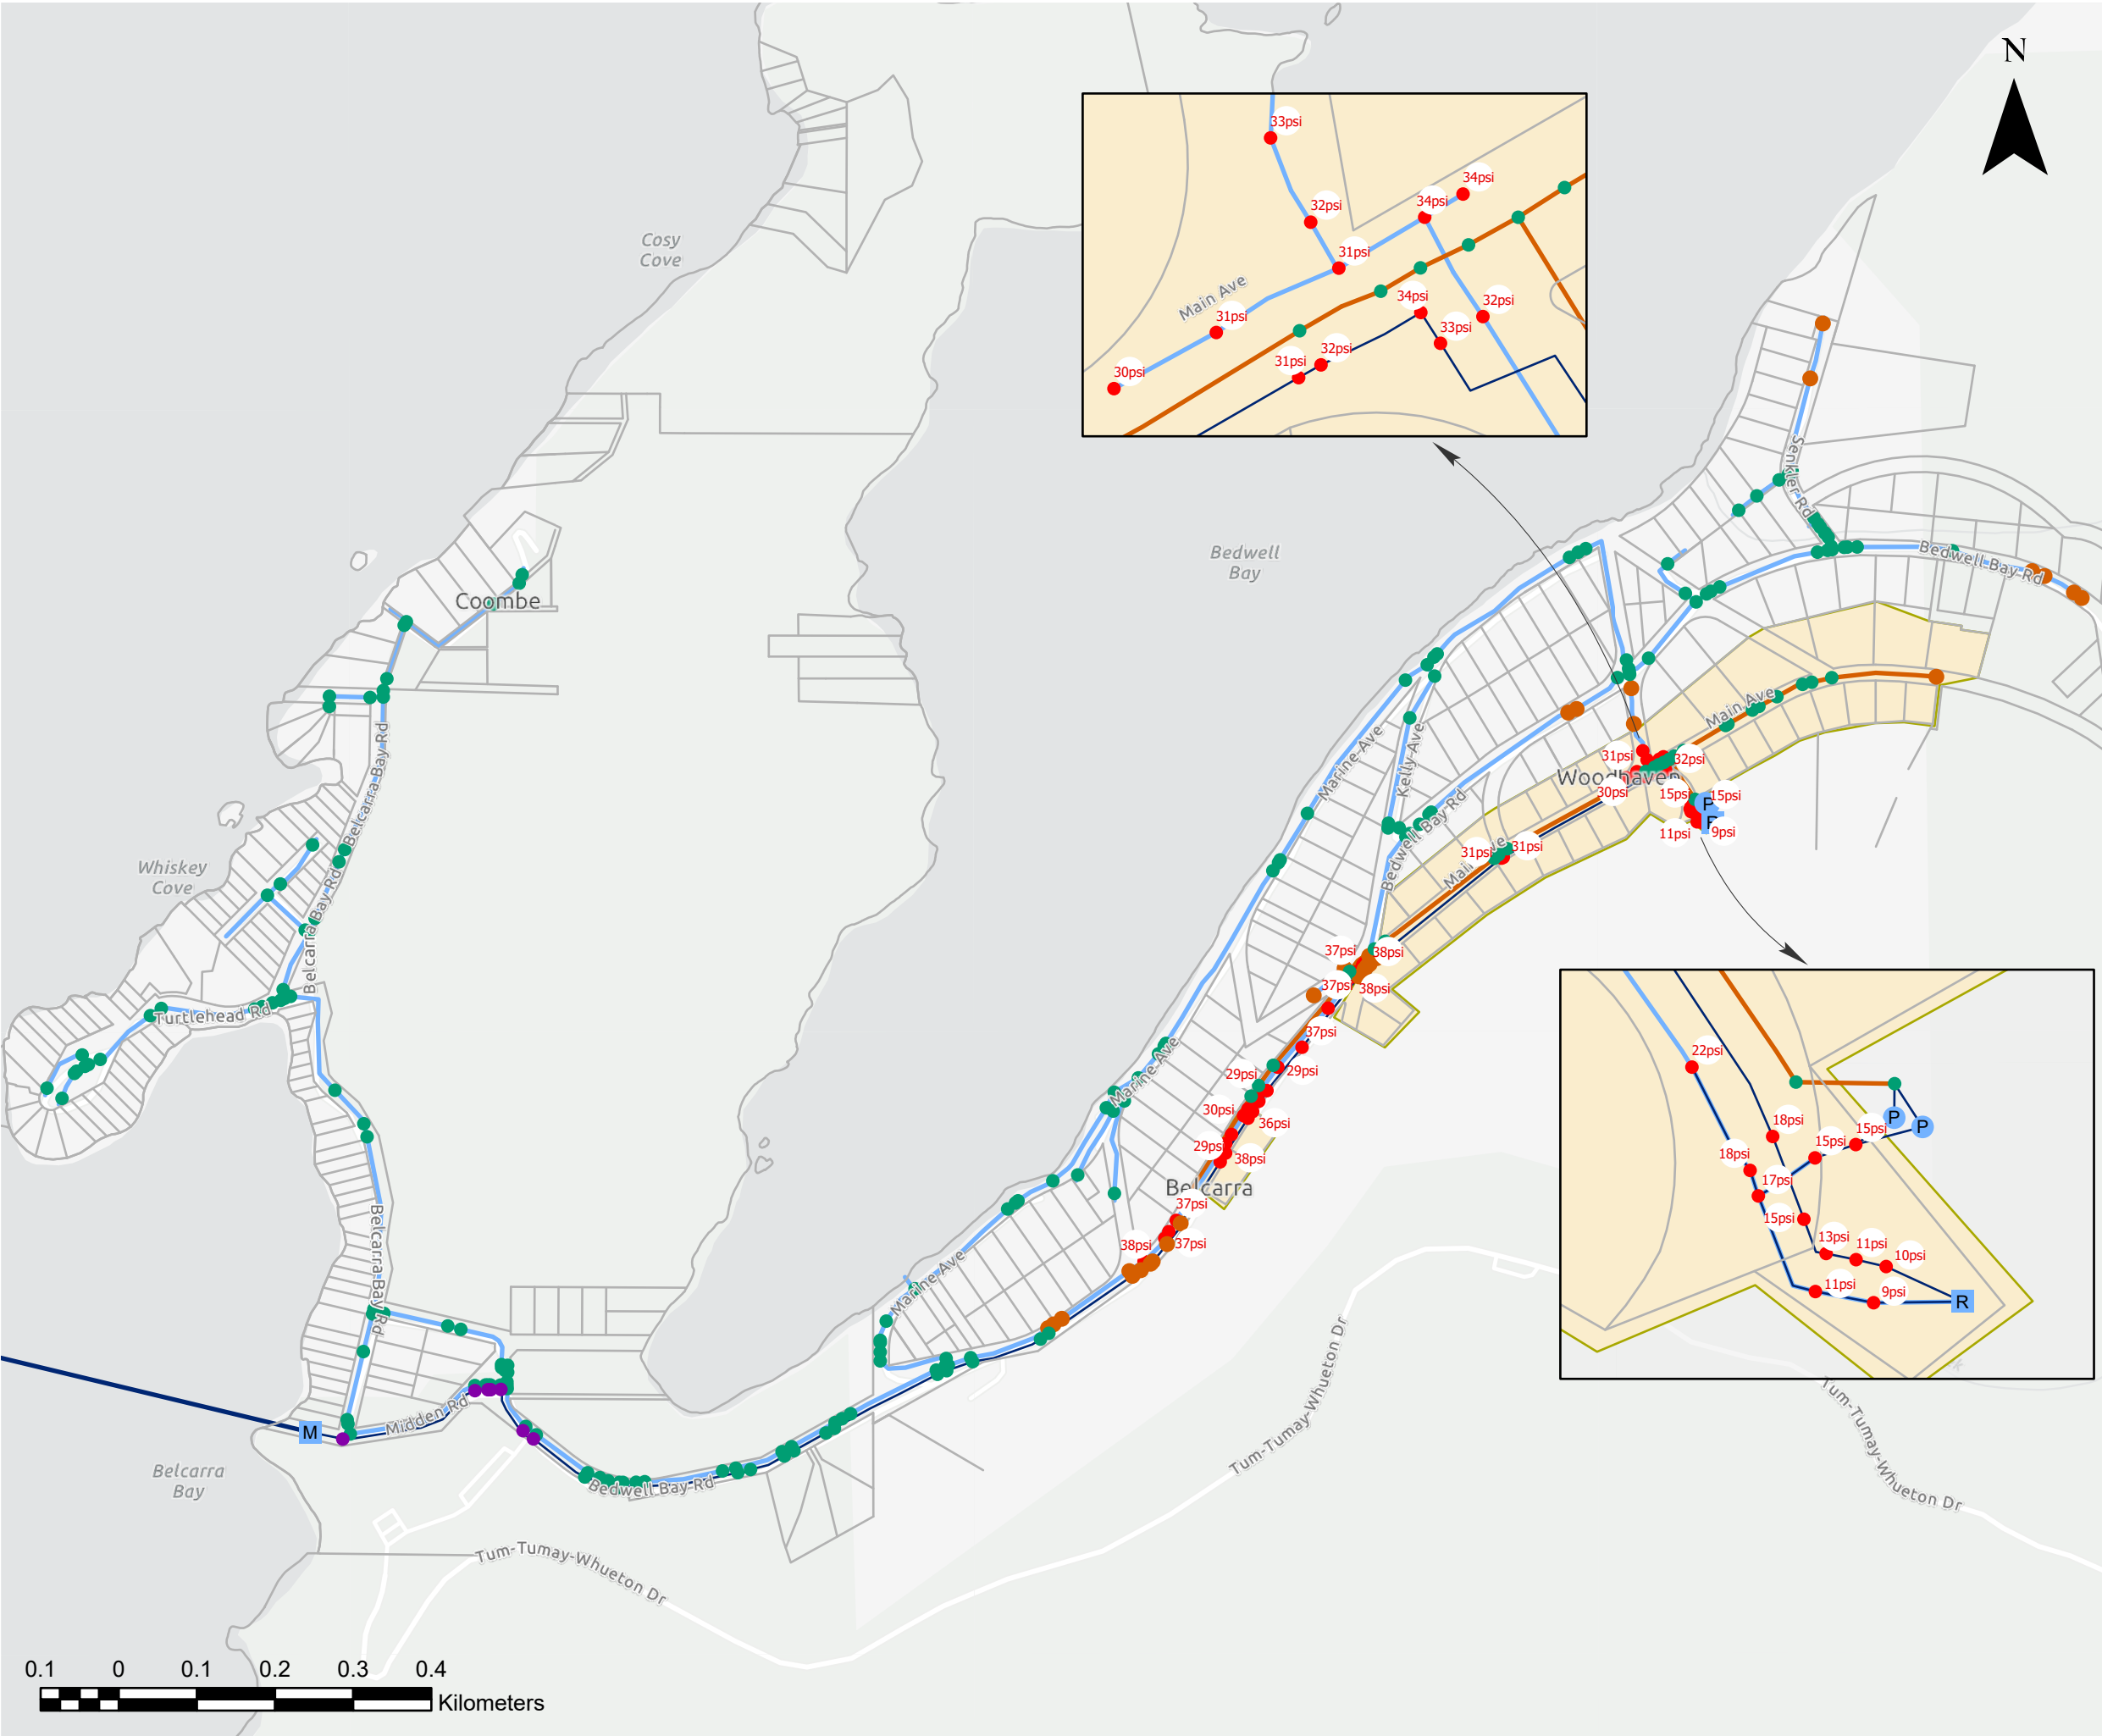 N
33psi
34psi
34psi
32psi
31psi
Main Ave
31psi
34psi
32psi
33psi
32psi
31psi
30psi
Cosy
Cove
Bedwell
Bay
Senkler Rd
Bedwell Bay Rd
Coombe
Belcarra Bay Rd
Marine Ave
Kelly Ave
Main Ave
31psi
32psi
Woodhaven
30psi
15psi
15psi
P
11psi
9psi
Bedwell Bay Rd
31psi
31psi
Whiskey
Cove
Belcarra Bay Rd
37psi
38psi
37psi
38psi
37psi
Turtlehead Rd
Marine Ave
29psi
29psi
30psi
36psi
29psi
38psi
Belcarra
37psi
38psi
37psi
22psi
P
P
18psi
15psi
15psi
18psi
17psi
15psi
13psi
11psi
10psi
11psi
9psi
R
Belcarra Bay Rd
Marine Ave
M
Midden Rd
Belcarra
Bay
Bedwell Bay Rd
Tum-Tumay-Whueton Dr
Tum-Tumay-Whueton Dr
Tum-Tumay-Whueton Dr
0.1 0 0.1 0.2 0.3 0.4
Kilometers